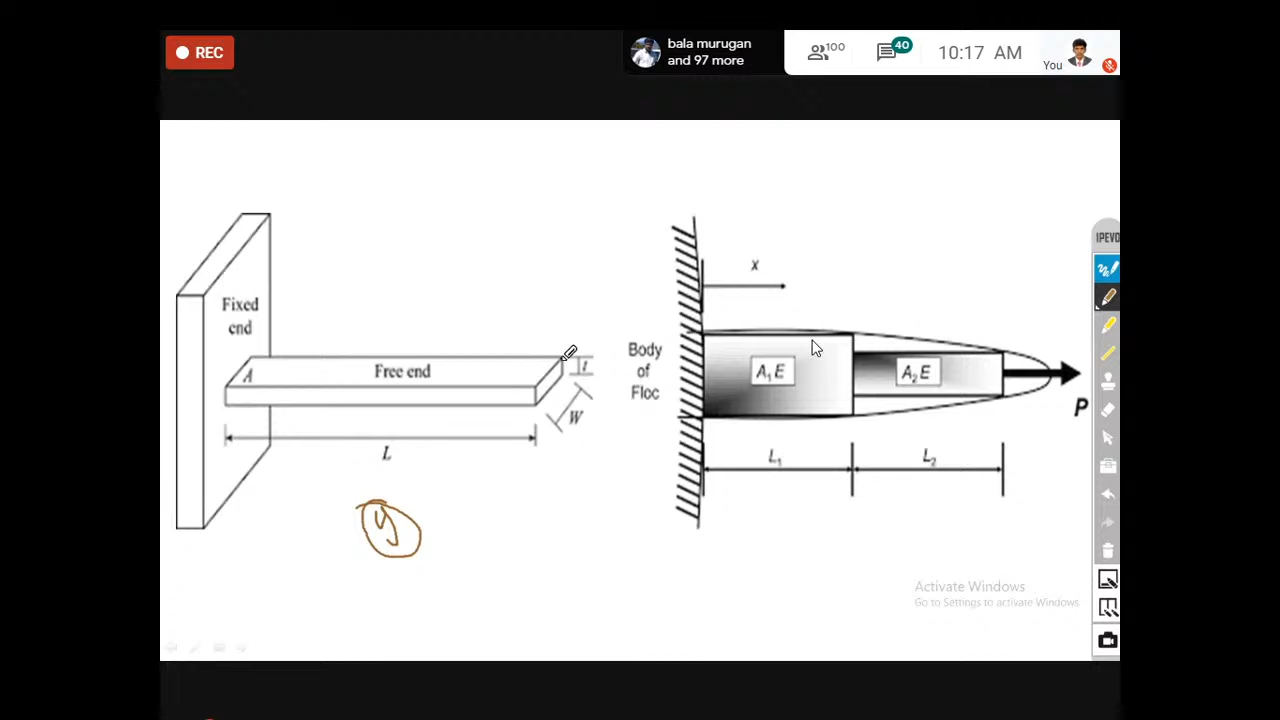 REC
bala murugan
and 97 more
100
40
10:17 AM
You
IPEVO
Fixed
end
A
Free end
t
W
L
y
x
Body
of
Floc
A₁E
A₂E
P
L₁
L₂
Activate Windows
Go to Settings to activate Windows.